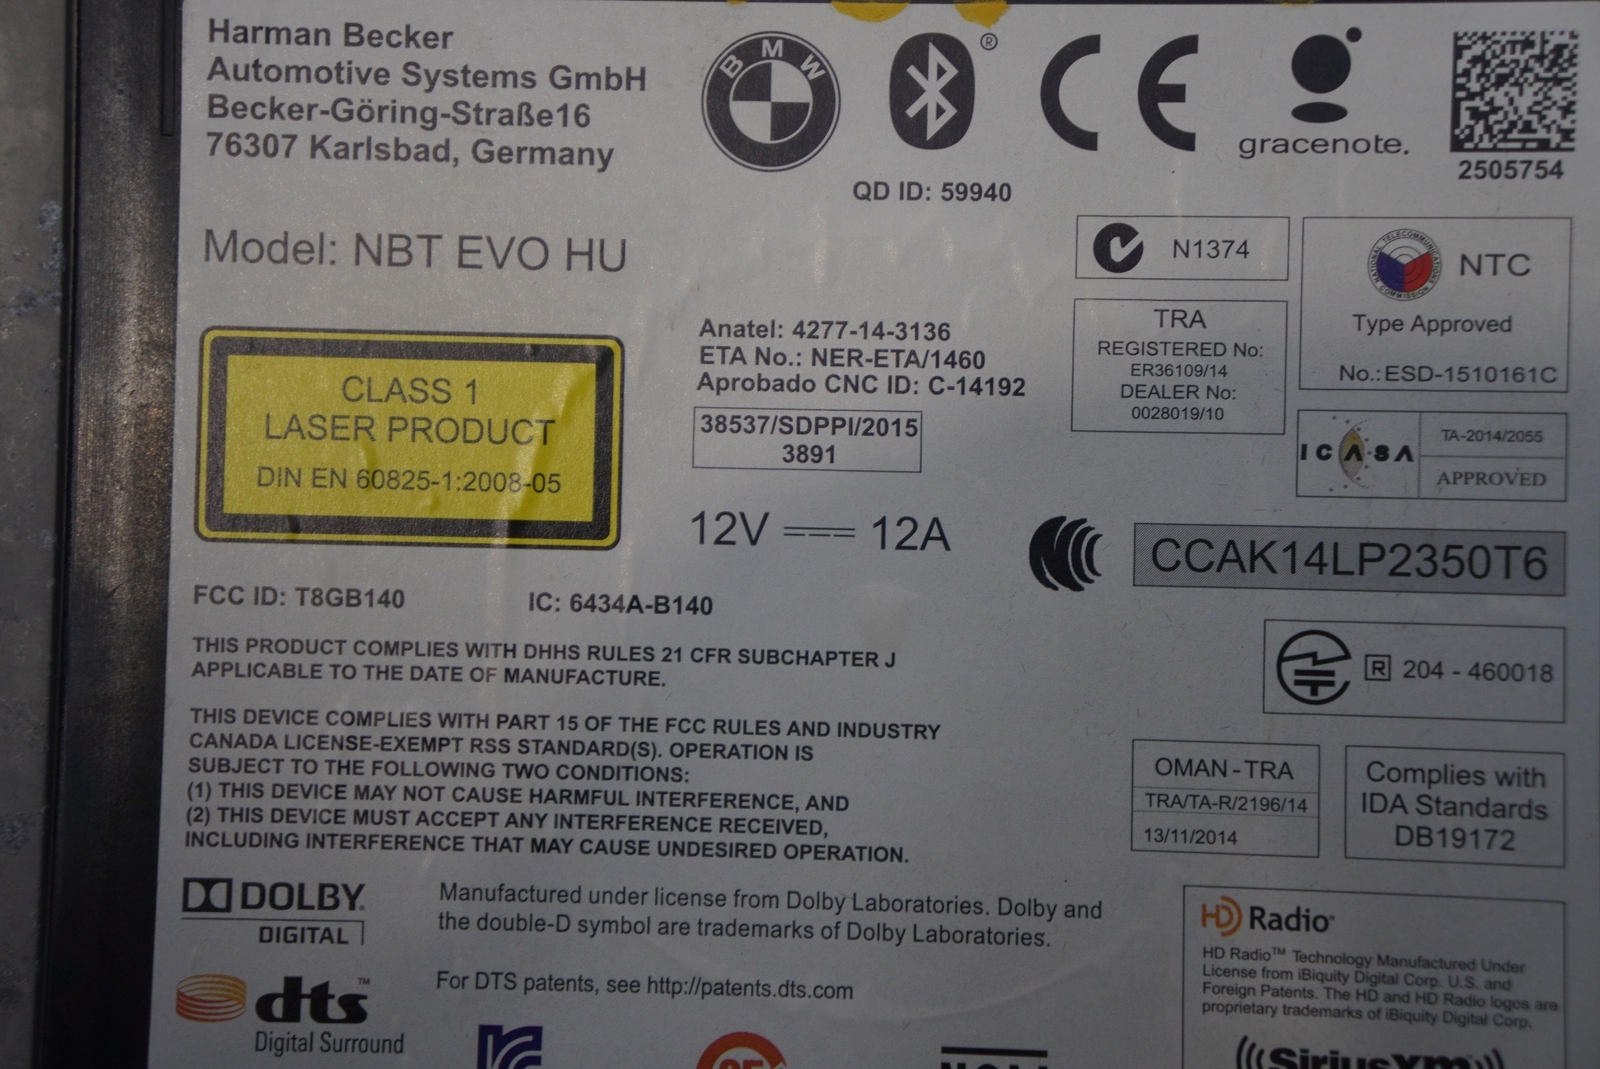 Harman Becker
Automotive Systems GmbH
Becker-Göring-Straße16
76307 Karlsbad, Germany
BMW
®
QD ID: 59940
CE
gracenote.
2505754
Model: NBT EVO HU
N1374
NATIONAL TELECOMMUNICATIONS COMMISSION
NTC
Type Approved
No.:ESD-1510161C
CLASS 1
LASER PRODUCT
DIN EN 60825-1:2008-05
Anatel: 4277-14-3136
ETA No.: NER-ETA/1460
Aprobado CNC ID: C-14192
38537/SDPPI/2015
3891
TRA
REGISTERED No:
ER36109/14
DEALER No:
0028019/10
ICASA
TA-2014/2055
APPROVED
12V 12A
CCAK14LP2350T6
FCC ID: T8GB140 IC: 6434A-B140
R 204 - 460018
THIS PRODUCT COMPLIES WITH DHHS RULES 21 CFR SUBCHAPTER J
APPLICABLE TO THE DATE OF MANUFACTURE.
THIS DEVICE COMPLIES WITH PART 15 OF THE FCC RULES AND INDUSTRY
CANADA LICENSE-EXEMPT RSS STANDARD(S). OPERATION IS
SUBJECT TO THE FOLLOWING TWO CONDITIONS:
(1) THIS DEVICE MAY NOT CAUSE HARMFUL INTERFERENCE, AND
(2) THIS DEVICE MUST ACCEPT ANY INTERFERENCE RECEIVED,
INCLUDING INTERFERENCE THAT MAY CAUSE UNDESIRED OPERATION.
OMAN-TRA
TRA/TA-R/2196/14
13/11/2014
Complies with
IDA Standards
DB19172
DOLBY
DIGITAL
Manufactured under license from Dolby Laboratories. Dolby and
the double-D symbol are trademarks of Dolby Laboratories.
dts™
Digital Surround
For DTS patents, see http://patents.dts.com
HD Radio
HD Radio™ Technology Manufactured Under
License from iBiquity Digital Corp. U.S. and
Foreign Patents. The HD and HD Radio logos are
proprietary trademarks of iBiquity Digital Corp.
SiriusXM